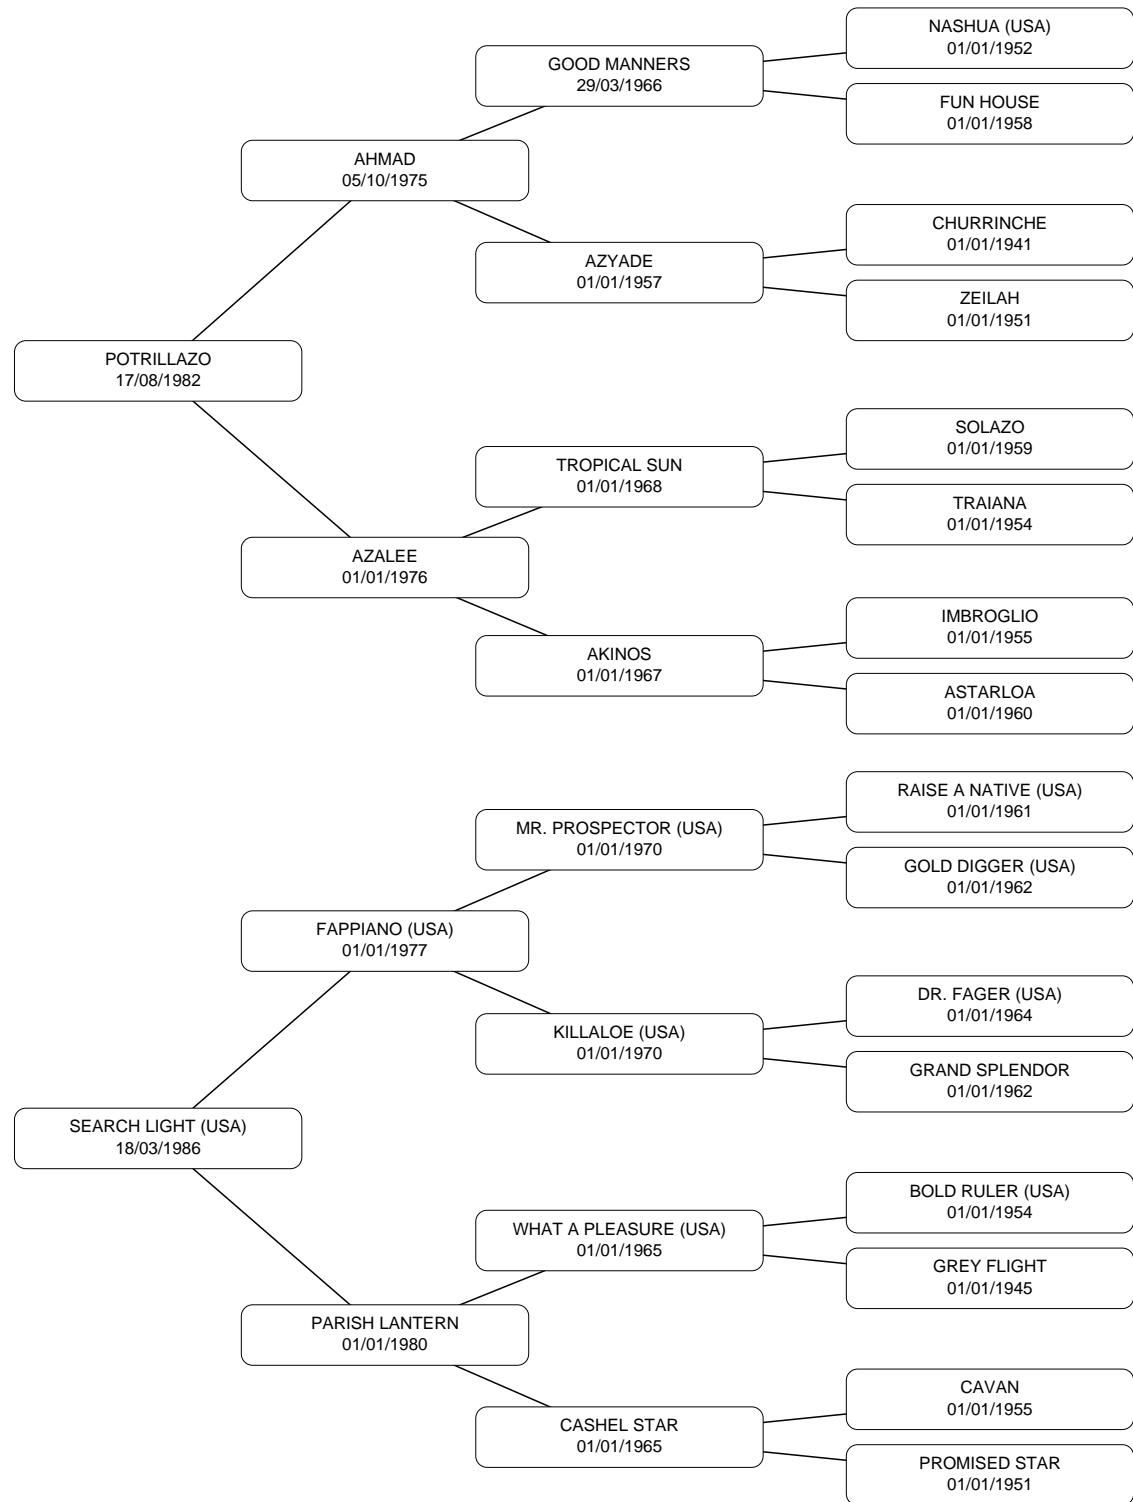 NASHUA (USA)
01/01/1952
GOOD MANNERS
29/03/1966
FUN HOUSE
01/01/1958
AHMAD
05/10/1975
CHURRINCHE
01/01/1941
AZYADE
01/01/1957
ZEILAH
01/01/1951
POTRILLAZO
17/08/1982
SOLAZO
01/01/1959
TROPICAL SUN
01/01/1968
TRAIANA
01/01/1954
AZALEE
01/01/1976
IMBROGLIO
01/01/1955
AKINOS
01/01/1967
ASTARLOA
01/01/1960
RAISE A NATIVE (USA)
01/01/1961
MR. PROSPECTOR (USA)
01/01/1970
GOLD DIGGER (USA)
01/01/1962
FAPPIANO (USA)
01/01/1977
DR. FAGER (USA)
01/01/1964
KILLALOE (USA)
01/01/1970
GRAND SPLENDOR
01/01/1962
SEARCH LIGHT (USA)
18/03/1986
BOLD RULER (USA)
01/01/1954
WHAT A PLEASURE (USA)
01/01/1965
GREY FLIGHT
01/01/1945
PARISH LANTERN
01/01/1980
CAVAN
01/01/1955
CASHEL STAR
01/01/1965
PROMISED STAR
01/01/1951